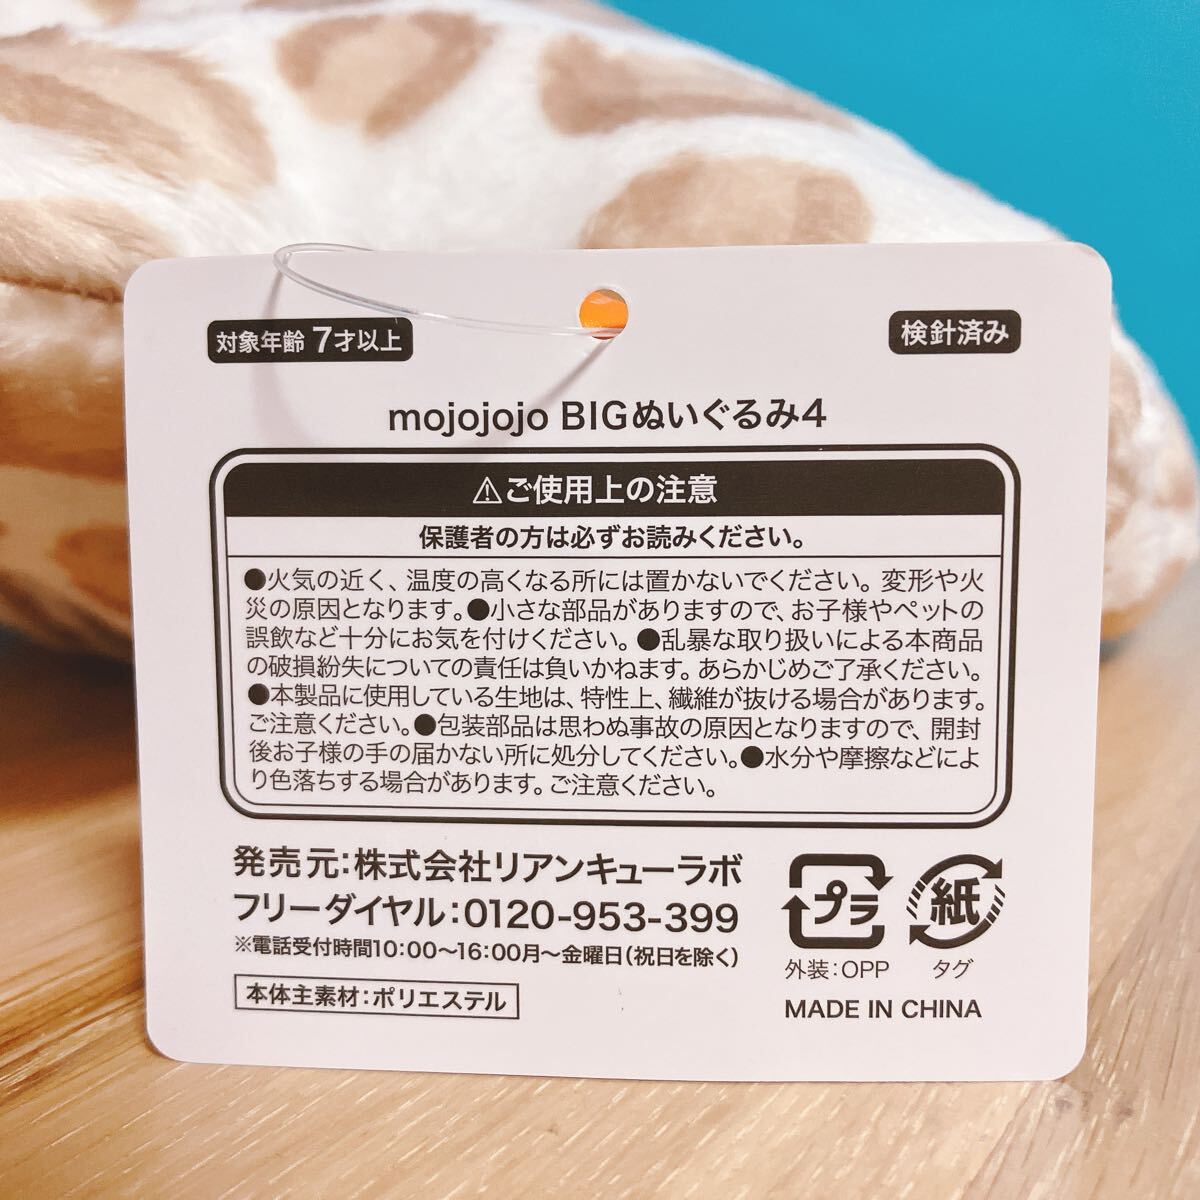 対象年齢 7才以上
検針済み
mojojojo BIGぬいぐるみ4
⚠ご使用上の注意
保護者の方は必ずお読みください。
●火気の近く、温度の高くなる所には置かないでください。変形や火
災の原因となります。●小さな部品がありますので、お子様やペットの
誤飲など十分にお気を付けください。●乱暴な取り扱いによる本商品
の破損紛失についての責任は負いかねます。あらかじめご了承ください。
●本製品に使用している生地は、特性上、繊維が抜ける場合があります。
ご注意ください。●包装部品は思わぬ事故の原因となりますので、開封
後お子様の手の届かない所に処分してください。●水分や摩擦などによ
り色落ちする場合があります。ご注意ください。
発売元:株式会社リアンキューラボ
フリーダイヤル:0120-953-399
※電話受付時間10:00〜16:00月〜金曜日(祝日を除く)
本体主素材:ポリエステル
プラ
紙
外装:OPP
タグ
MADE IN CHINA